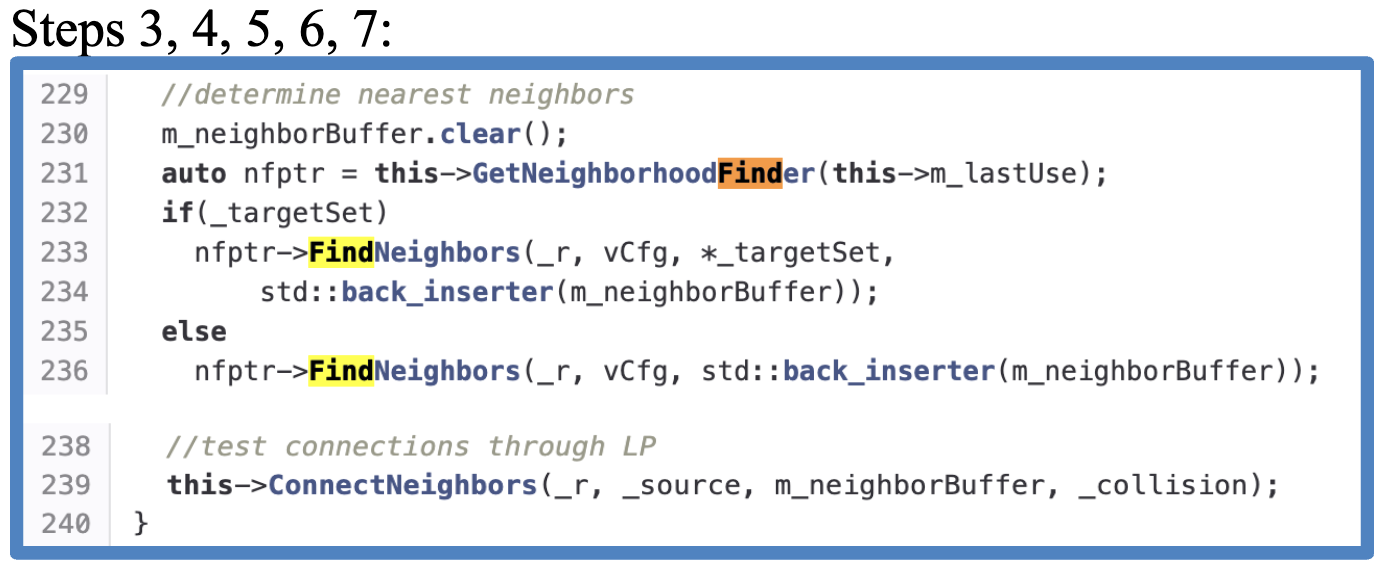 Steps 3, 4, 5, 6, 7:
229 //determine nearest neighbors
230 m_neighborBuffer.clear();
231 auto nfptr = this->GetNeighborhoodFinder(this->m_lastUse);
232 if(_targetSet)
233 nfptr->FindNeighbors(_r, vCfg, *_targetSet,
234 std::back_inserter(m_neighborBuffer));
235 else
236 nfptr->FindNeighbors(_r, vCfg, std::back_inserter(m_neighborBuffer));
238 //test connections through LP
239 this->ConnectNeighbors(_r, _source, m_neighborBuffer, _collision);
240 }